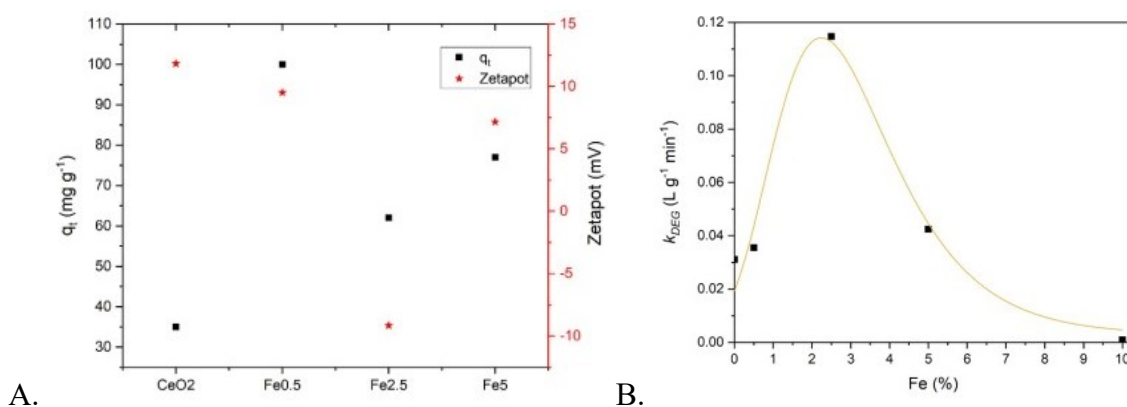 110
100
90
80
70
60
50
40
30
qt (mg g-1)
qt
Zetapot
15
10
5
0
-5
-10
Zetapot (mV)
CeO2
Fe0.5
Fe2.5
Fe5
A.
0.12
0.10
0.08
0.06
0.04
0.02
0.00
kDEG (L g-1 min-1)
0 1 2 3 4 5 6 7 8 9 10
Fe (%)
B.